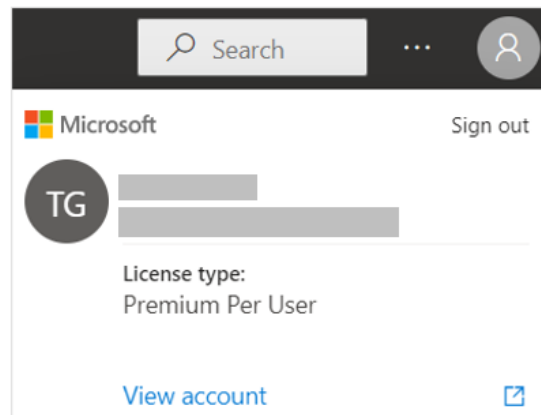 Search
Microsoft
Sign out
TG
License type:
Premium Per User
View account